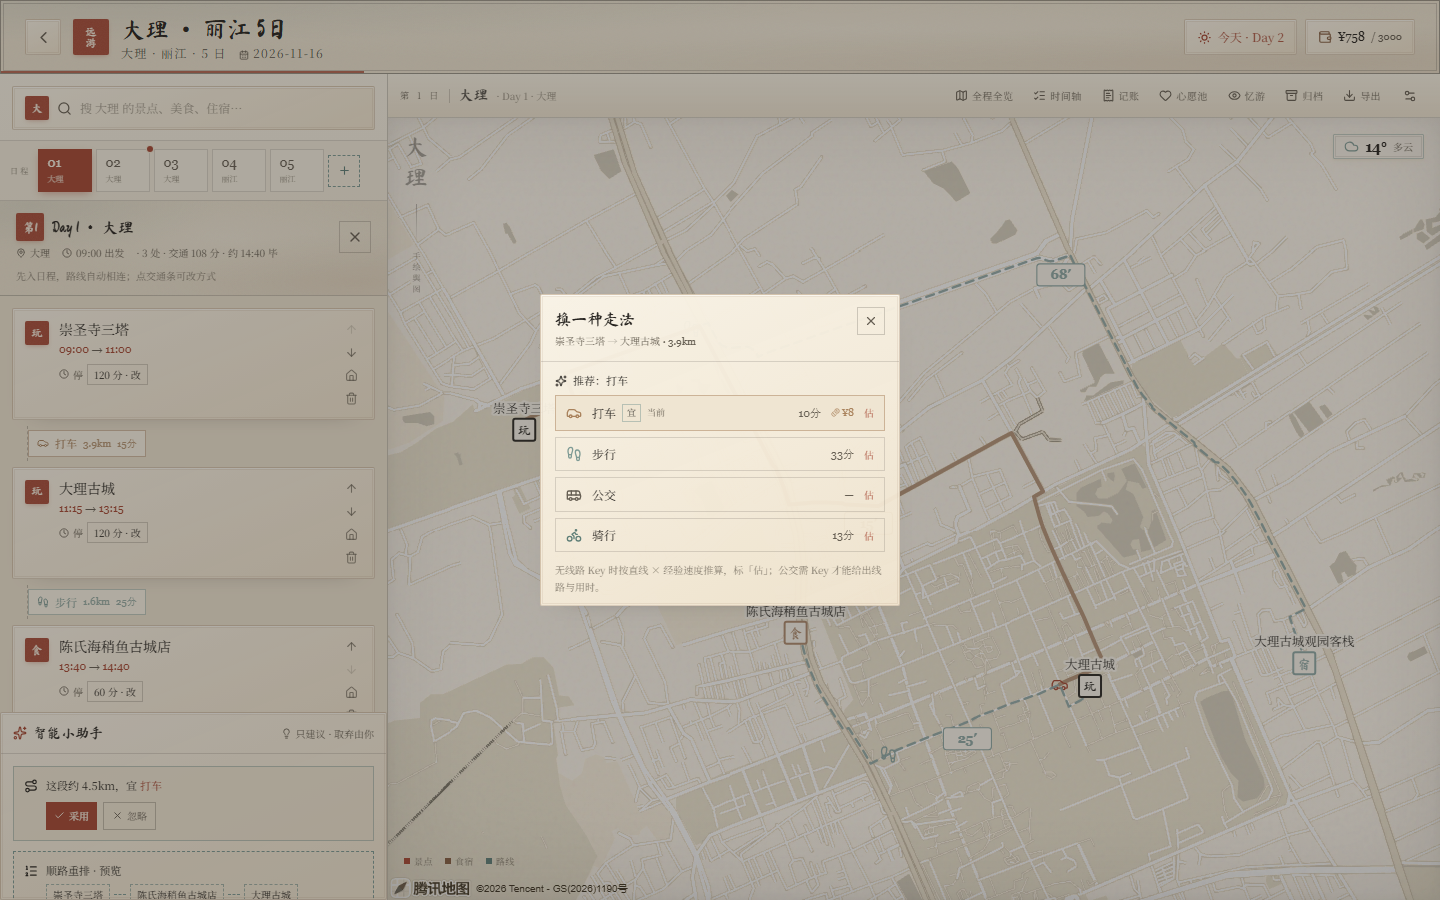 远游
大理 · 丽江 5日
大理 · 丽江 · 5 日 2026-11-16
今天 · Day 2
¥758 / 3000
大 搜 大理 的景点、美食、住宿…
日程
01 大理
02 大理
03 大理
04 丽江
05 丽江
+
第1 Day 1 · 大理
大理 09:00 出发 · 3 处 · 交通 108 分 · 约 14:40 毕
先入日程，路线自动相连；点交通条可改方式
玩 崇圣寺三塔
09:00 → 11:00
停 120 分 · 改
打车 3.9km 15分
玩 大理古城
11:15 → 13:15
停 120 分 · 改
步行 1.6km 25分
食 陈氏海稍鱼古城店
13:40 → 14:40
停 60 分 · 改
智能小助手 只建议 · 取弃由你
这段约 4.5km，宜 打车
采用 忽略
顺路重排 · 预览
崇圣寺三塔 陈氏海稍鱼古城店 大理古城
第 1 日 大理 · Day 1 · 大理
全程全览 时间轴 记账 心愿池 忆游 归档 导出
大理
14° 多云
68′
崇圣寺三
玩
换一种走法
崇圣寺三塔 → 大理古城 · 3.9km
推荐：打车
打车 宜 当前 10分 ¥8 估
步行 33分 估
公交 — 估
骑行 13分 估
无线路 Key 时按直线 × 经验速度推算，标「估」；公交需 Key 才能给出线
路与用时。
陈氏海稍鱼古城店
食
大理古城观园客栈
宿
大理古城
玩
25′
景点 食宿 路线
腾讯地图 ©2026 Tencent - GS(2026)1190号